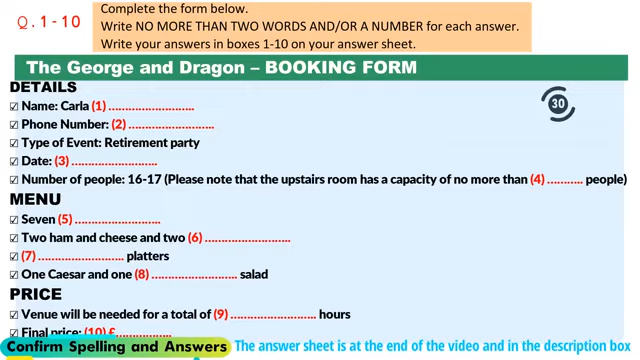 Q.1-10
Complete the form below.
Write NO MORE THAN TWO WORDS AND/OR A NUMBER for each answer.
Write your answers in boxes 1-10 on your answer sheet.
The George and Dragon – BOOKING FORM
DETAILS
☑ Name: Carla (1) ..........................
☑ Phone Number: (2) ..........................
☑ Type of Event: Retirement party
☑ Date: (3) ..........................
☑ Number of people: 16-17 (Please note that the upstairs room has a capacity of no more than (4) ........... people)
30
MENU
☑ Seven (5) ..........................
☑ Two ham and cheese and two (6) ..........................
☑ (7) .......................... platters
☑ One Caesar and one (8) .......................... salad
PRICE
☑ Venue will be needed for a total of (9) .......................... hours
☑ Final price: (10) £.................
Confirm Spelling and Answers
The answer sheet is at the end of the video and in the description box